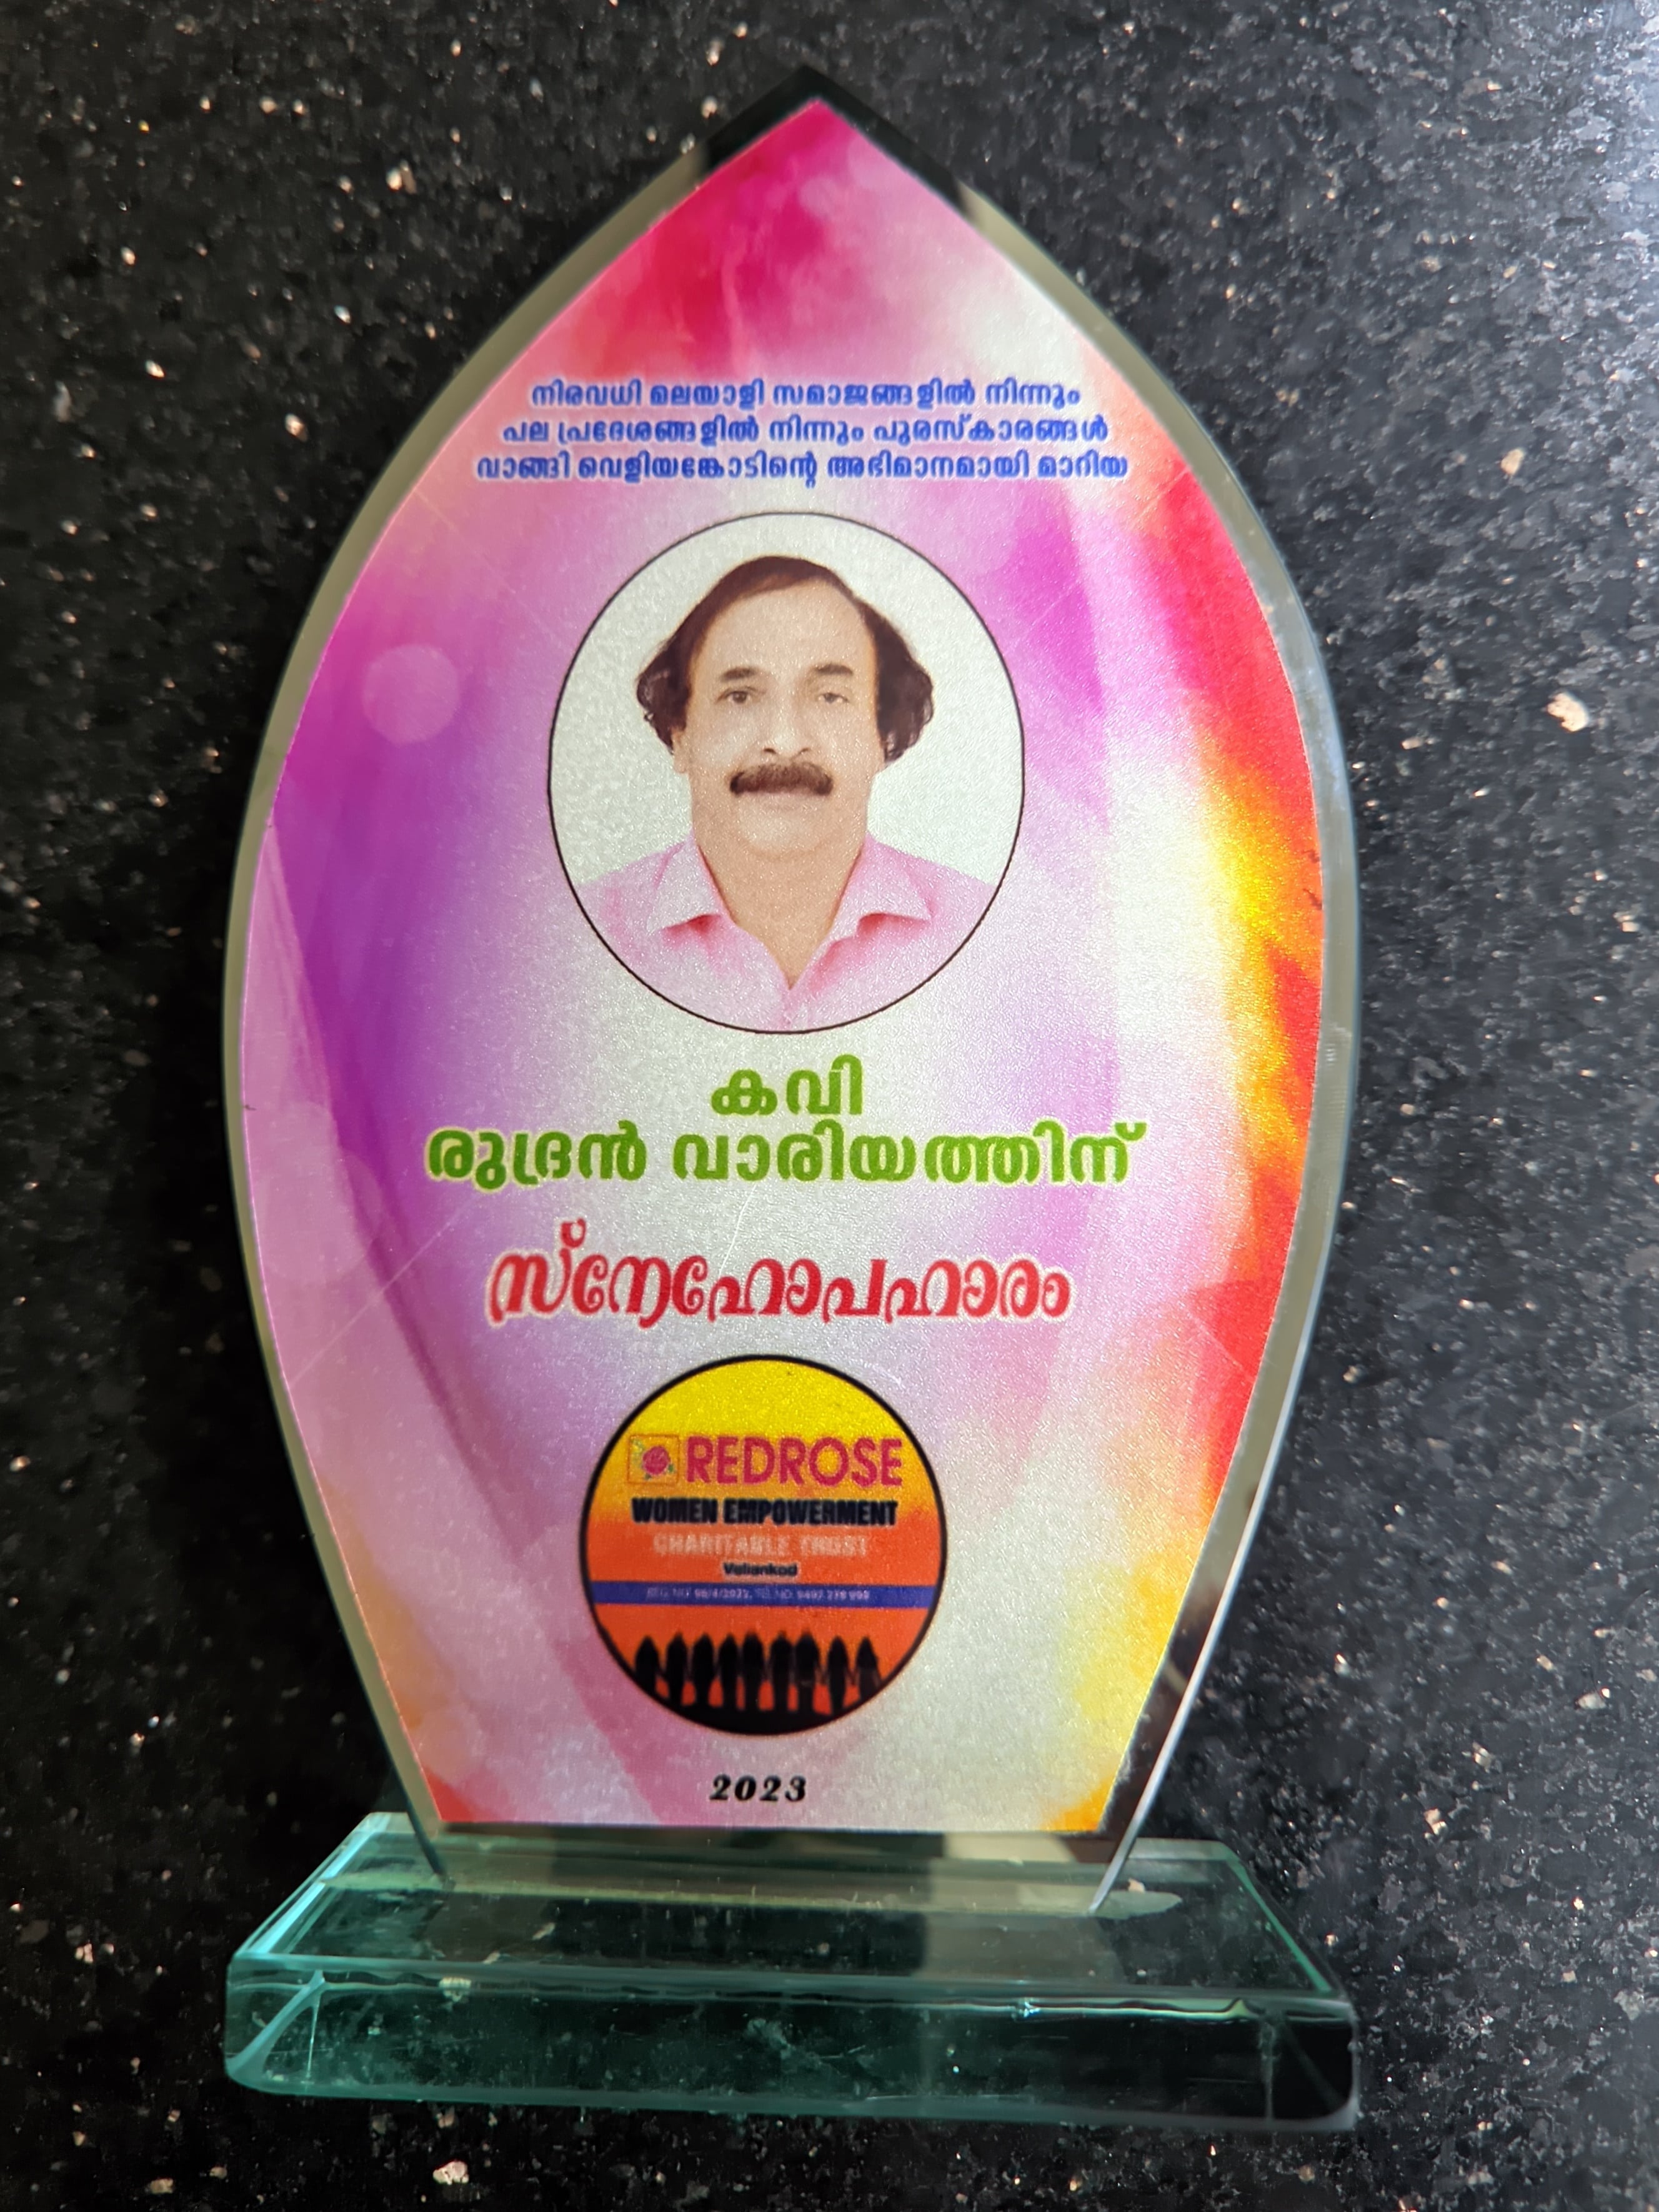 നിരവധി മലയാളി സമാജങ്ങളിൽ നിന്നും
പല പ്രദേശങ്ങളിൽ നിന്നും പുരസ്കാരങ്ങൾ
വാങ്ങി വെളിയങ്കോടിന്റെ അഭിമാനമായി മാറിയ
കവി
രുദ്രൻ വാരിയത്തിന്
സ്നേഹോപഹാരം
REDROSE
WOMEN EMPOWERMENT
CHARITABLE TRUST
Veliankod
2023